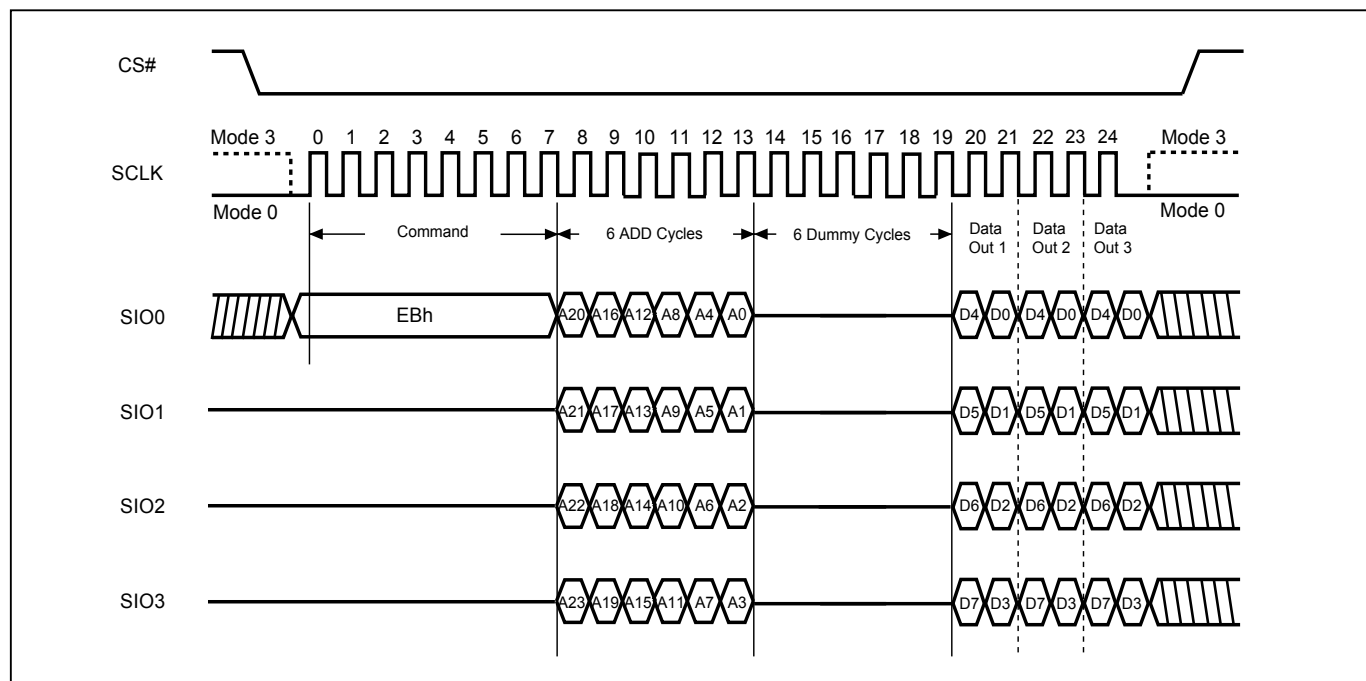 CS#
Mode 3 0 1 2 3 4 5 6 7 8 9 10 11 12 13 14 15 16 17 18 19 20 21 22 23 24 Mode 3
SCLK
Mode 0 Mode 0
Command 6 ADD Cycles 6 Dummy Cycles Data Out 1 Data Out 2 Data Out 3
SIO0 EBh A20 A16 A12 A8 A4 A0 D4 D0 D4 D0 D4 D0
SIO1 A21 A17 A13 A9 A5 A1 D5 D1 D5 D1 D5 D1
SIO2 A22 A18 A14 A10 A6 A2 D6 D2 D6 D2 D6 D2
SIO3 A23 A19 A15 A11 A7 A3 D7 D3 D7 D3 D7 D3